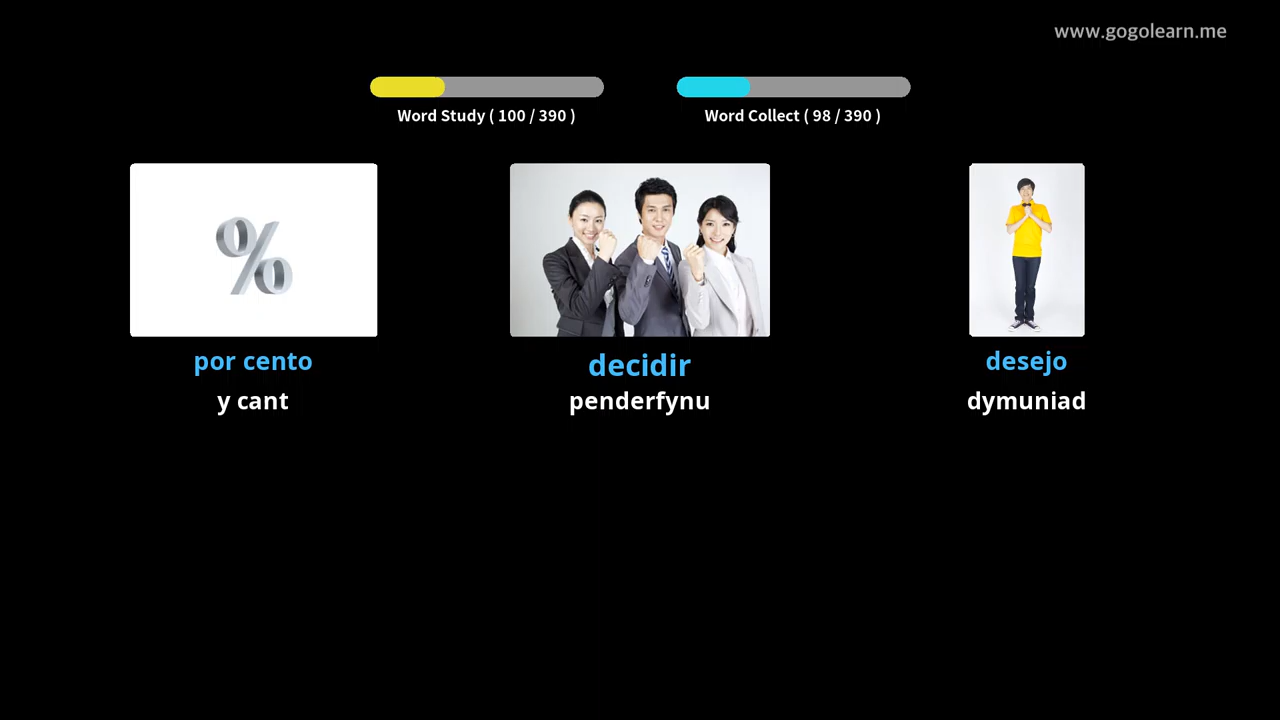 www.gogolearn.me
Word Study ( 100 / 390 )
Word Collect ( 98 / 390 )
%
por cento
y cant
decidir
penderfynu
desejo
dymuniad